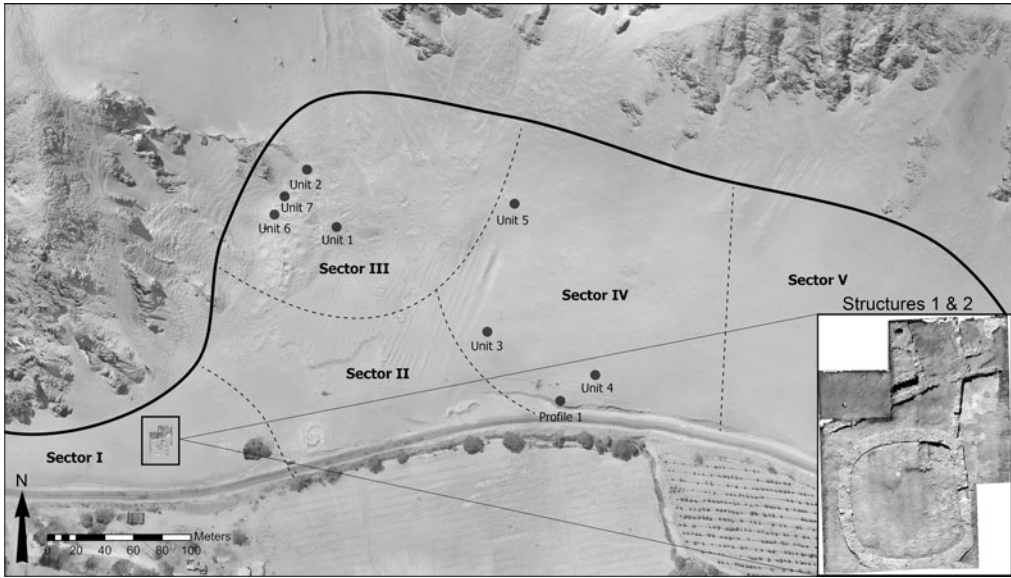 Unit 2
Unit 7
Unit 6
Unit 1
Unit 5
Sector III
Sector IV
Sector V
Structures 1 & 2
Unit 3
Sector II
Unit 4
Profile 1
Sector I
N
Meters
0 20 40 60 80 100